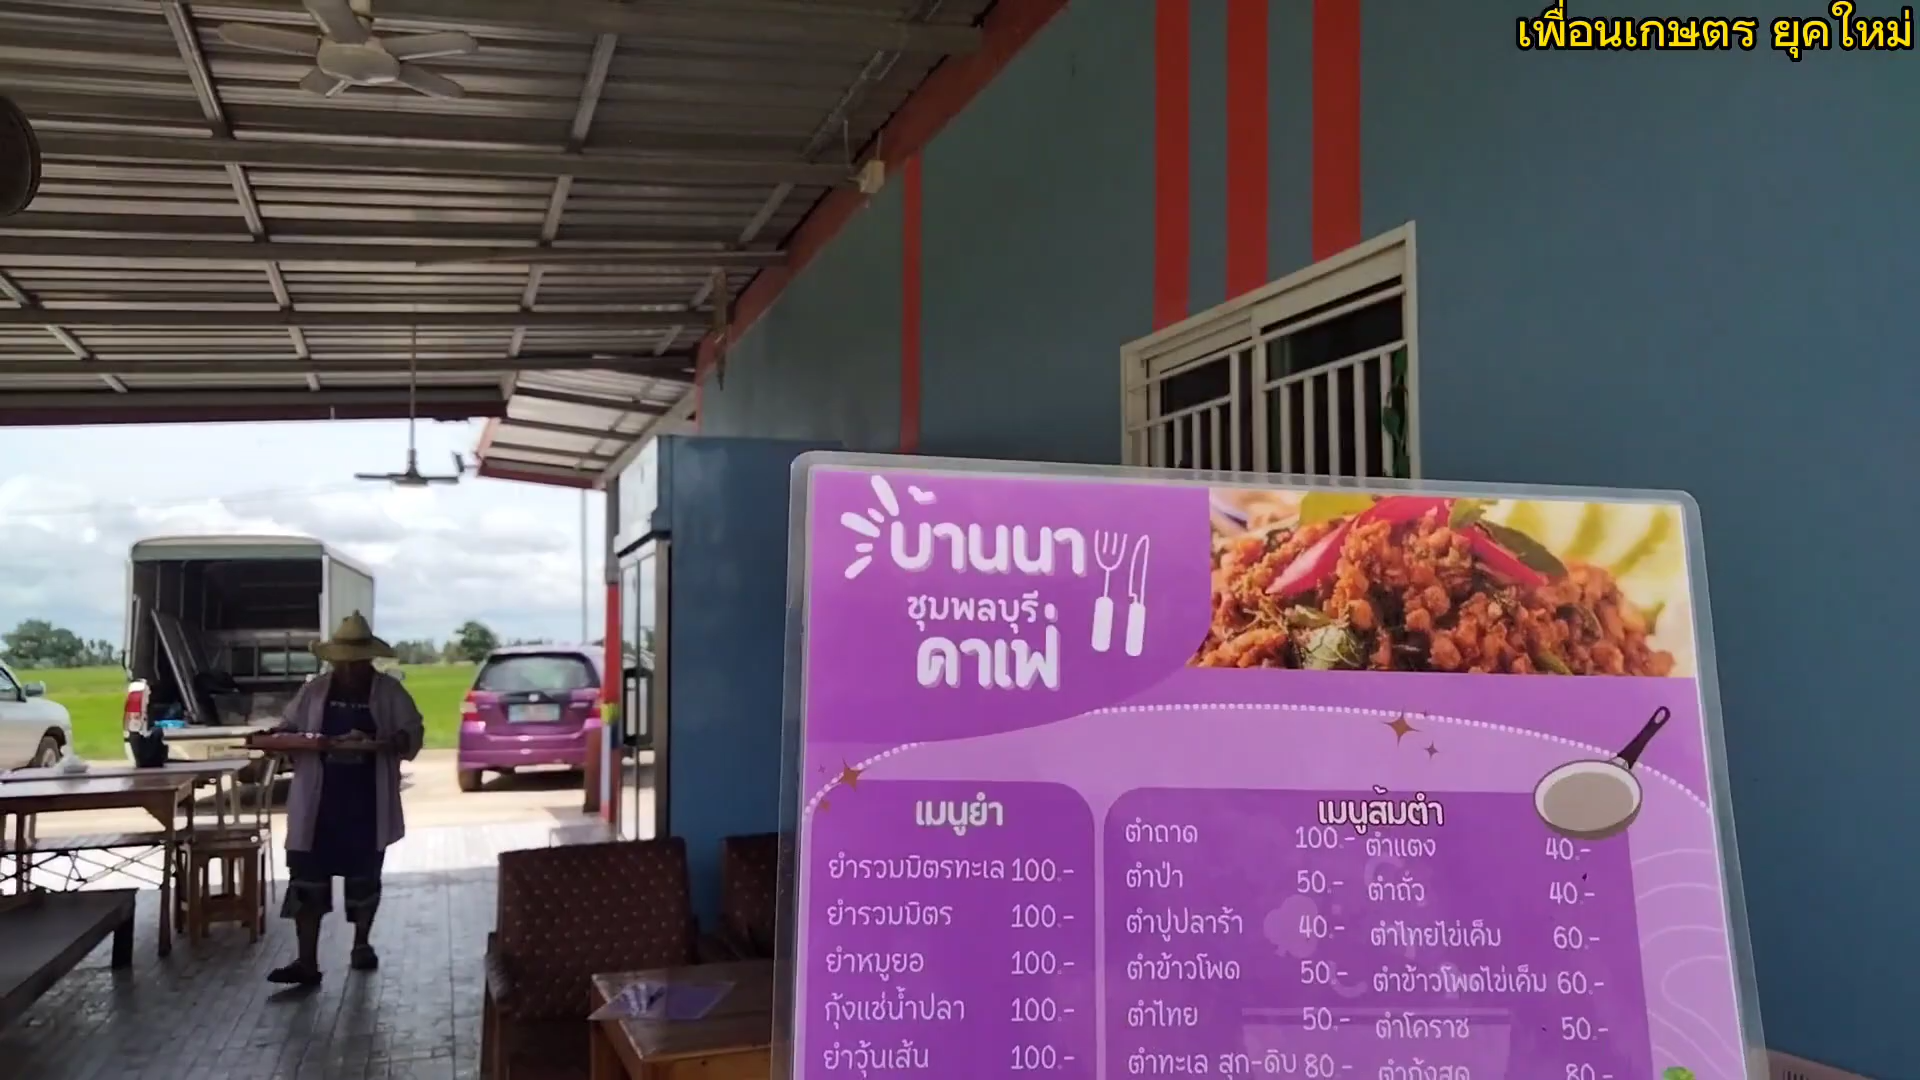 เพื่อนเกษตร ยุคใหม่
บ้านนา
ชุมพลบุรี
คาเฟ่
เมนูยำ
ยำรวมมิตรทะเล 100.-
ยำรวมมิตร 100.-
ยำหมูยอ 100.-
กุ้งแช่น้ำปลา 100.-
ยำวุ้นเส้น 100.-
เมนูส้มตำ
ตำถาด 100.-
ตำป่า 50.-
ตำปูปลาร้า 40.-
ตำข้าวโพด 50.-
ตำไทย 50.-
ตำทะเล สุก-ดิบ 80.-
ตำแตง 40.-
ตำถั่ว 40.-
ตำไทยไข่เค็ม 60.-
ตำข้าวโพดไข่เค็ม 60.-
ตำโคราช 50.-
ตำกุ้งสด 80.-